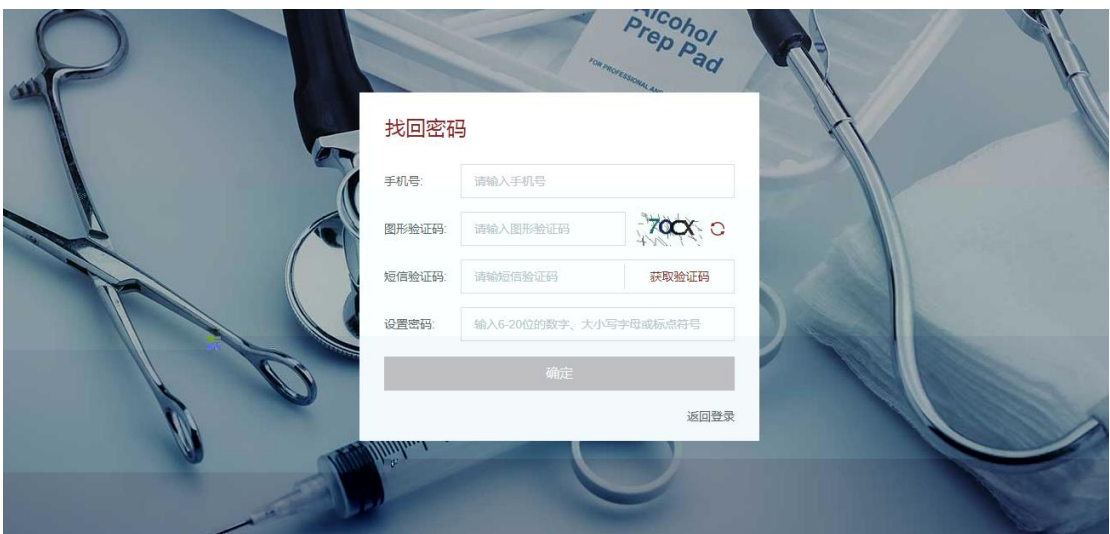 Alcohol
Prep Pad
FOR PROFESSIONAL AND
找回密码
手机号: 请输入手机号
图形验证码: 请输入图形验证码 70CX
短信验证码: 请输短信验证码 获取验证码
设置密码: 输入6-20位的数字、大小写字母或标点符号
确定
返回登录